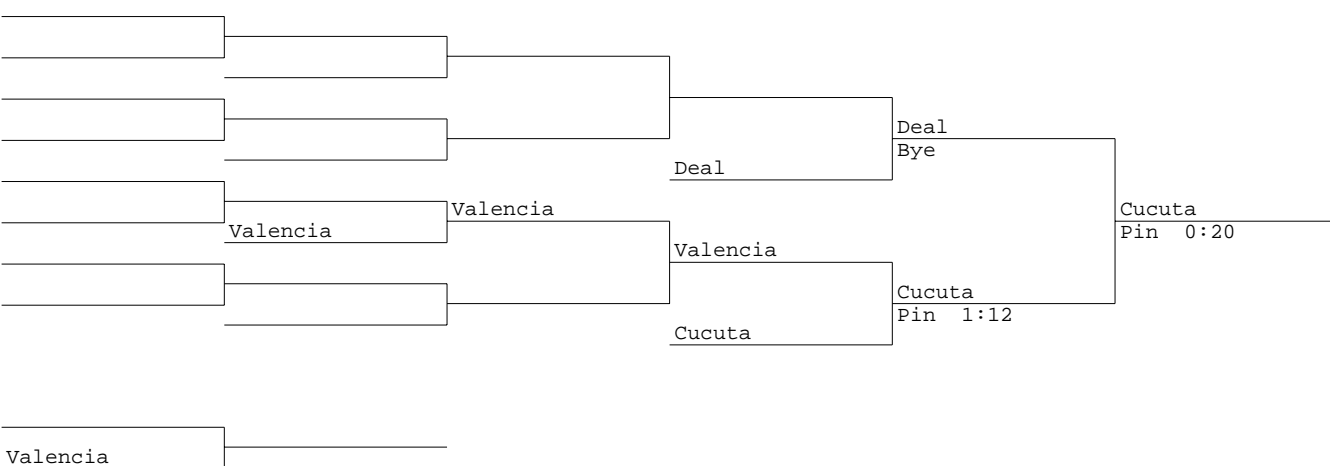 Deal
Bye
Deal
Valencia
Cucuta
Valencia
Pin  0:20
Valencia
Cucuta
Pin  1:12
Cucuta
Valencia